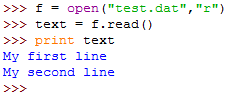 >>> f = open("test.dat","r")
>>> text = f.read()
>>> print text
My first line
My second line
>>>